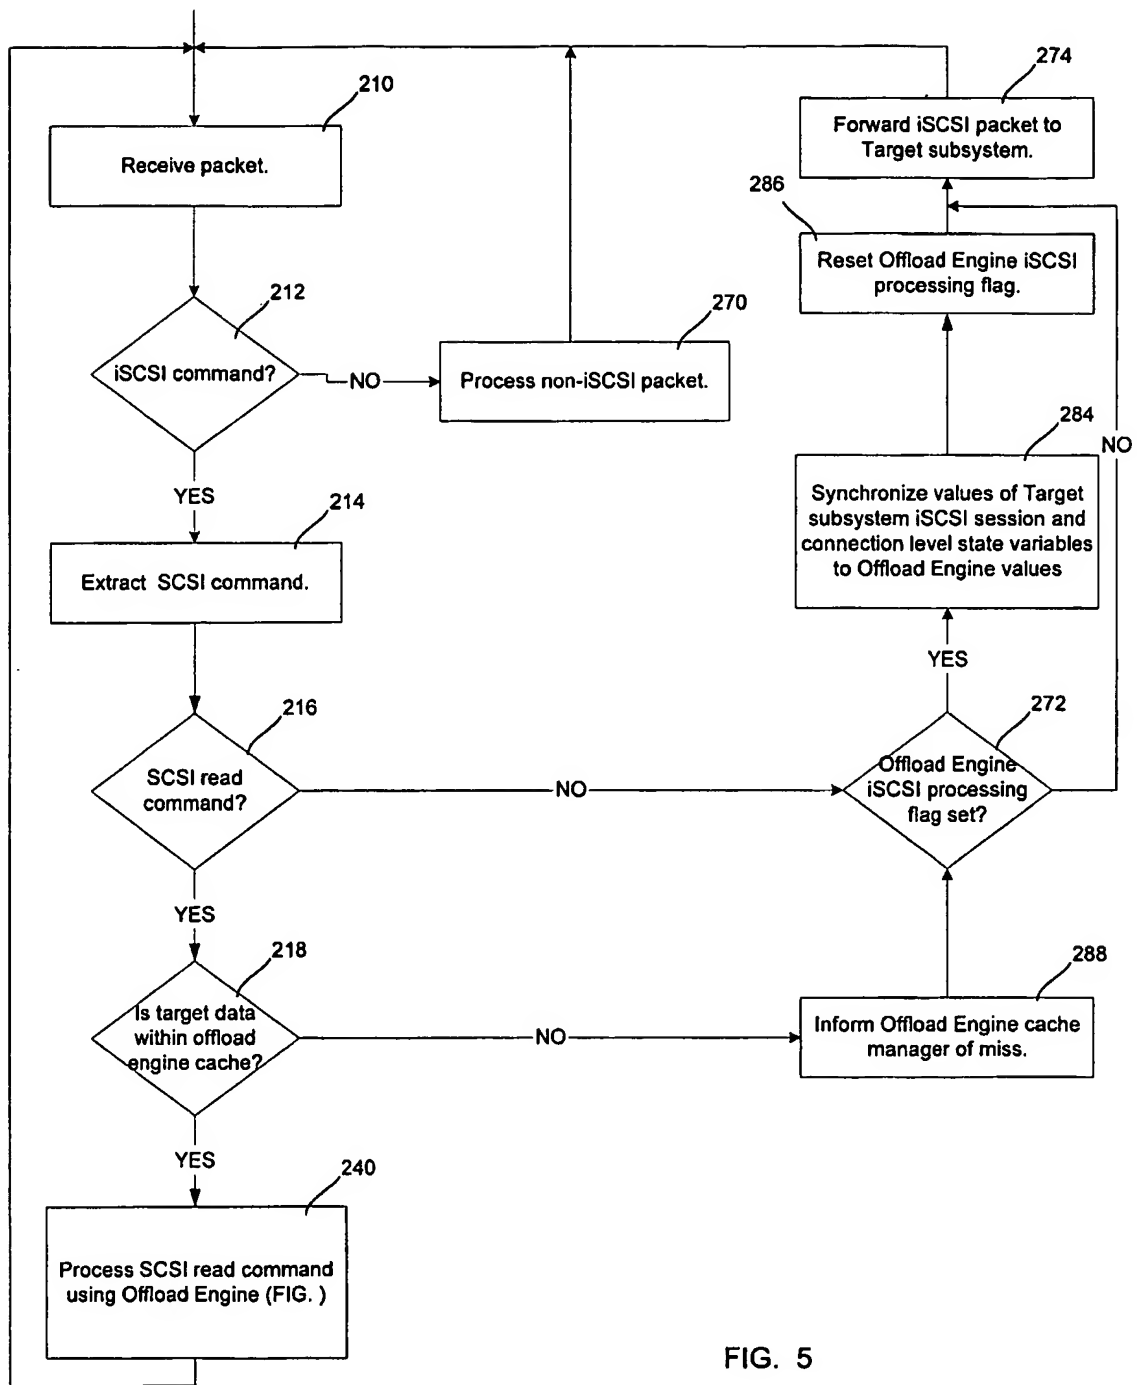 274
210
Forward iSCSI packet to
Target subsystem.
Receive packet.
286
Reset Offload Engine iSCSI
processing flag.
212
270
iSCSI command?
NO
Process non-iSCSI packet.
284
NO
YES
214
Synchronize values of Target
subsystem iSCSI session and
connection level state variables
to Offload Engine values
Extract SCSI command.
YES
216
272
SCSI read
command?
NO
Offload Engine
iSCSI processing
flag set?
YES
218
288
Is target data
within offload
engine cache?
NO
Inform Offload Engine cache
manager of miss.
YES
240
Process SCSI read command
using Offload Engine (FIG. )
FIG. 5